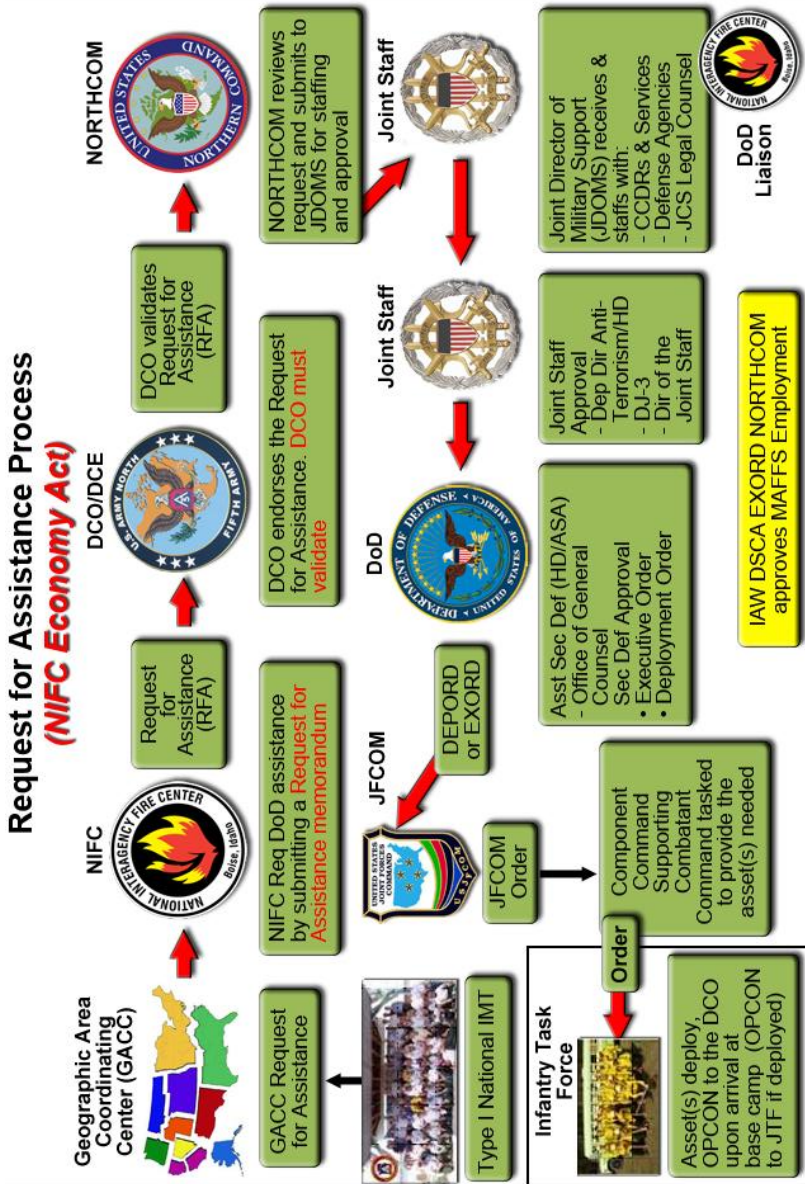 Request for Assistance Process
(NIFC Economy Act)
Geographic Area
Coordinating
Center (GACC)
GACC Request
for Assistance
Type I National IMT
NIFC
NATIONAL INTERAGENCY FIRE CENTER
Boise, Idaho
NIFC Req DoD assistance
by submitting a Request for
Assistance memorandum
Request
for
Assistance
(RFA)
DCO/DCE
U.S. ARMY NORTH
FIFTH ARMY
DCO endorses the Request
for Assistance. DCO must
validate
DCO validates
Request for
Assistance
(RFA)
NORTHCOM
UNITED STATES
NORTHERN COMMAND
NORTHCOM reviews
request and submits to
JDOMS for staffing
and approval
Joint Staff
Joint Director of
Military Support
(JDOMS) receives &
staffs with:
- CCDRs & Services
- Defense Agencies
- JCS Legal Counsel
DoD
Liaison
NATIONAL INTERAGENCY FIRE CENTER
Boise, Idaho
Joint Staff
Joint Staff
Approval
- Dep Dir Anti-
Terrorism/HD
- DJ-3
- Dir of the
Joint Staff
DoD
DEPARTMENT OF DEFENSE
UNITED STATES OF AMERICA
Asst Sec Def (HD/ASA)
- Office of General
Counsel
Sec Def Approval
• Executive Order
• Deployment Order
IAW DSCA EXORD NORTHCOM
approves MAFFS Employment
DEPORD
or EXORD
JFCOM
UNITED STATES
JOINT FORCES
COMMAND
USJFCOM
JFCOM
Order
Component
Command
Supporting
Combatant
Command tasked
to provide the
asset(s) needed
Order
Infantry Task
Force
Asset(s) deploy,
OPCON to the DCO
upon arrival at
base camp (OPCON
to JTF if deployed)